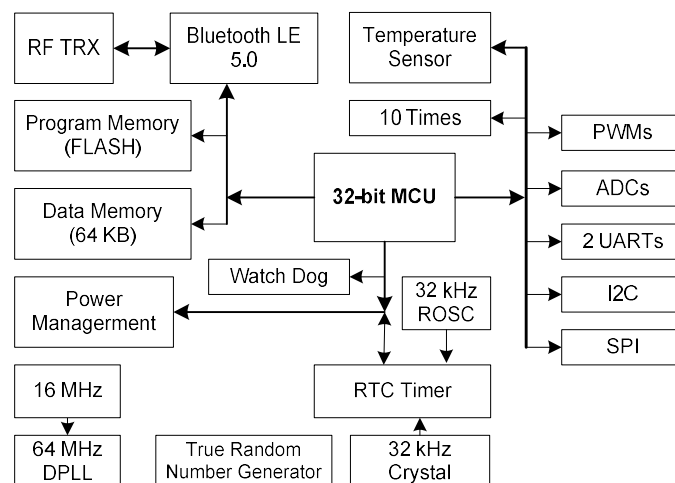 RF TRX
Bluetooth LE
5.0
Temperature
Sensor
Program Memory
(FLASH)
10 Times
PWMs
Data Memory
(64 KB)
32-bit MCU
ADCs
2 UARTs
Watch Dog
Power
Managerment
32 kHz
ROSC
I2C
SPI
16 MHz
RTC Timer
64 MHz
DPLL
True Random
Number Generator
32 kHz
Crystal